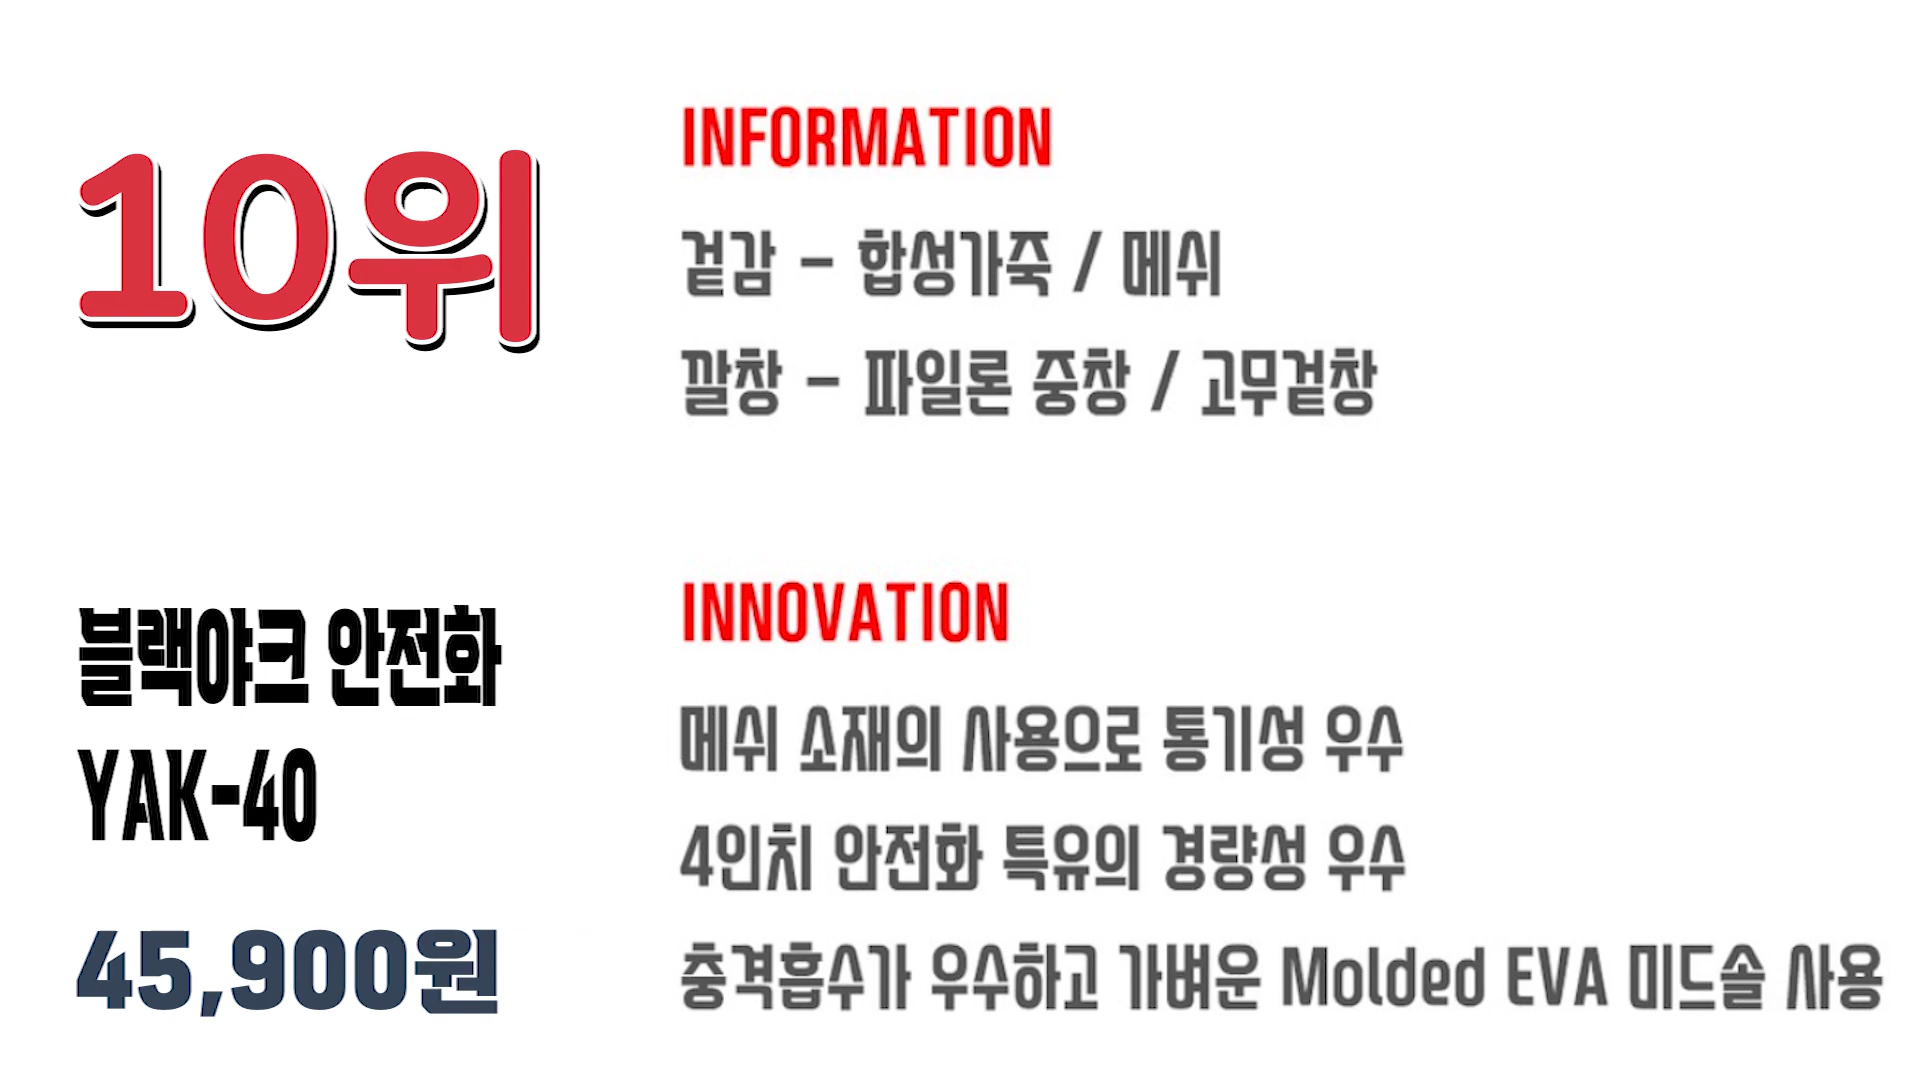 10위
블랙야크 안전화
YAK-40
45,900원
INFORMATION
겉감 - 합성가죽 / 메쉬
깔창 - 파일론 중창 / 고무겉창
INNOVATION
메쉬 소재의 사용으로 통기성 우수
4인치 안전화 특유의 경량성 우수
충격흡수가 우수하고 가벼운 Molded EVA 미드솔 사용